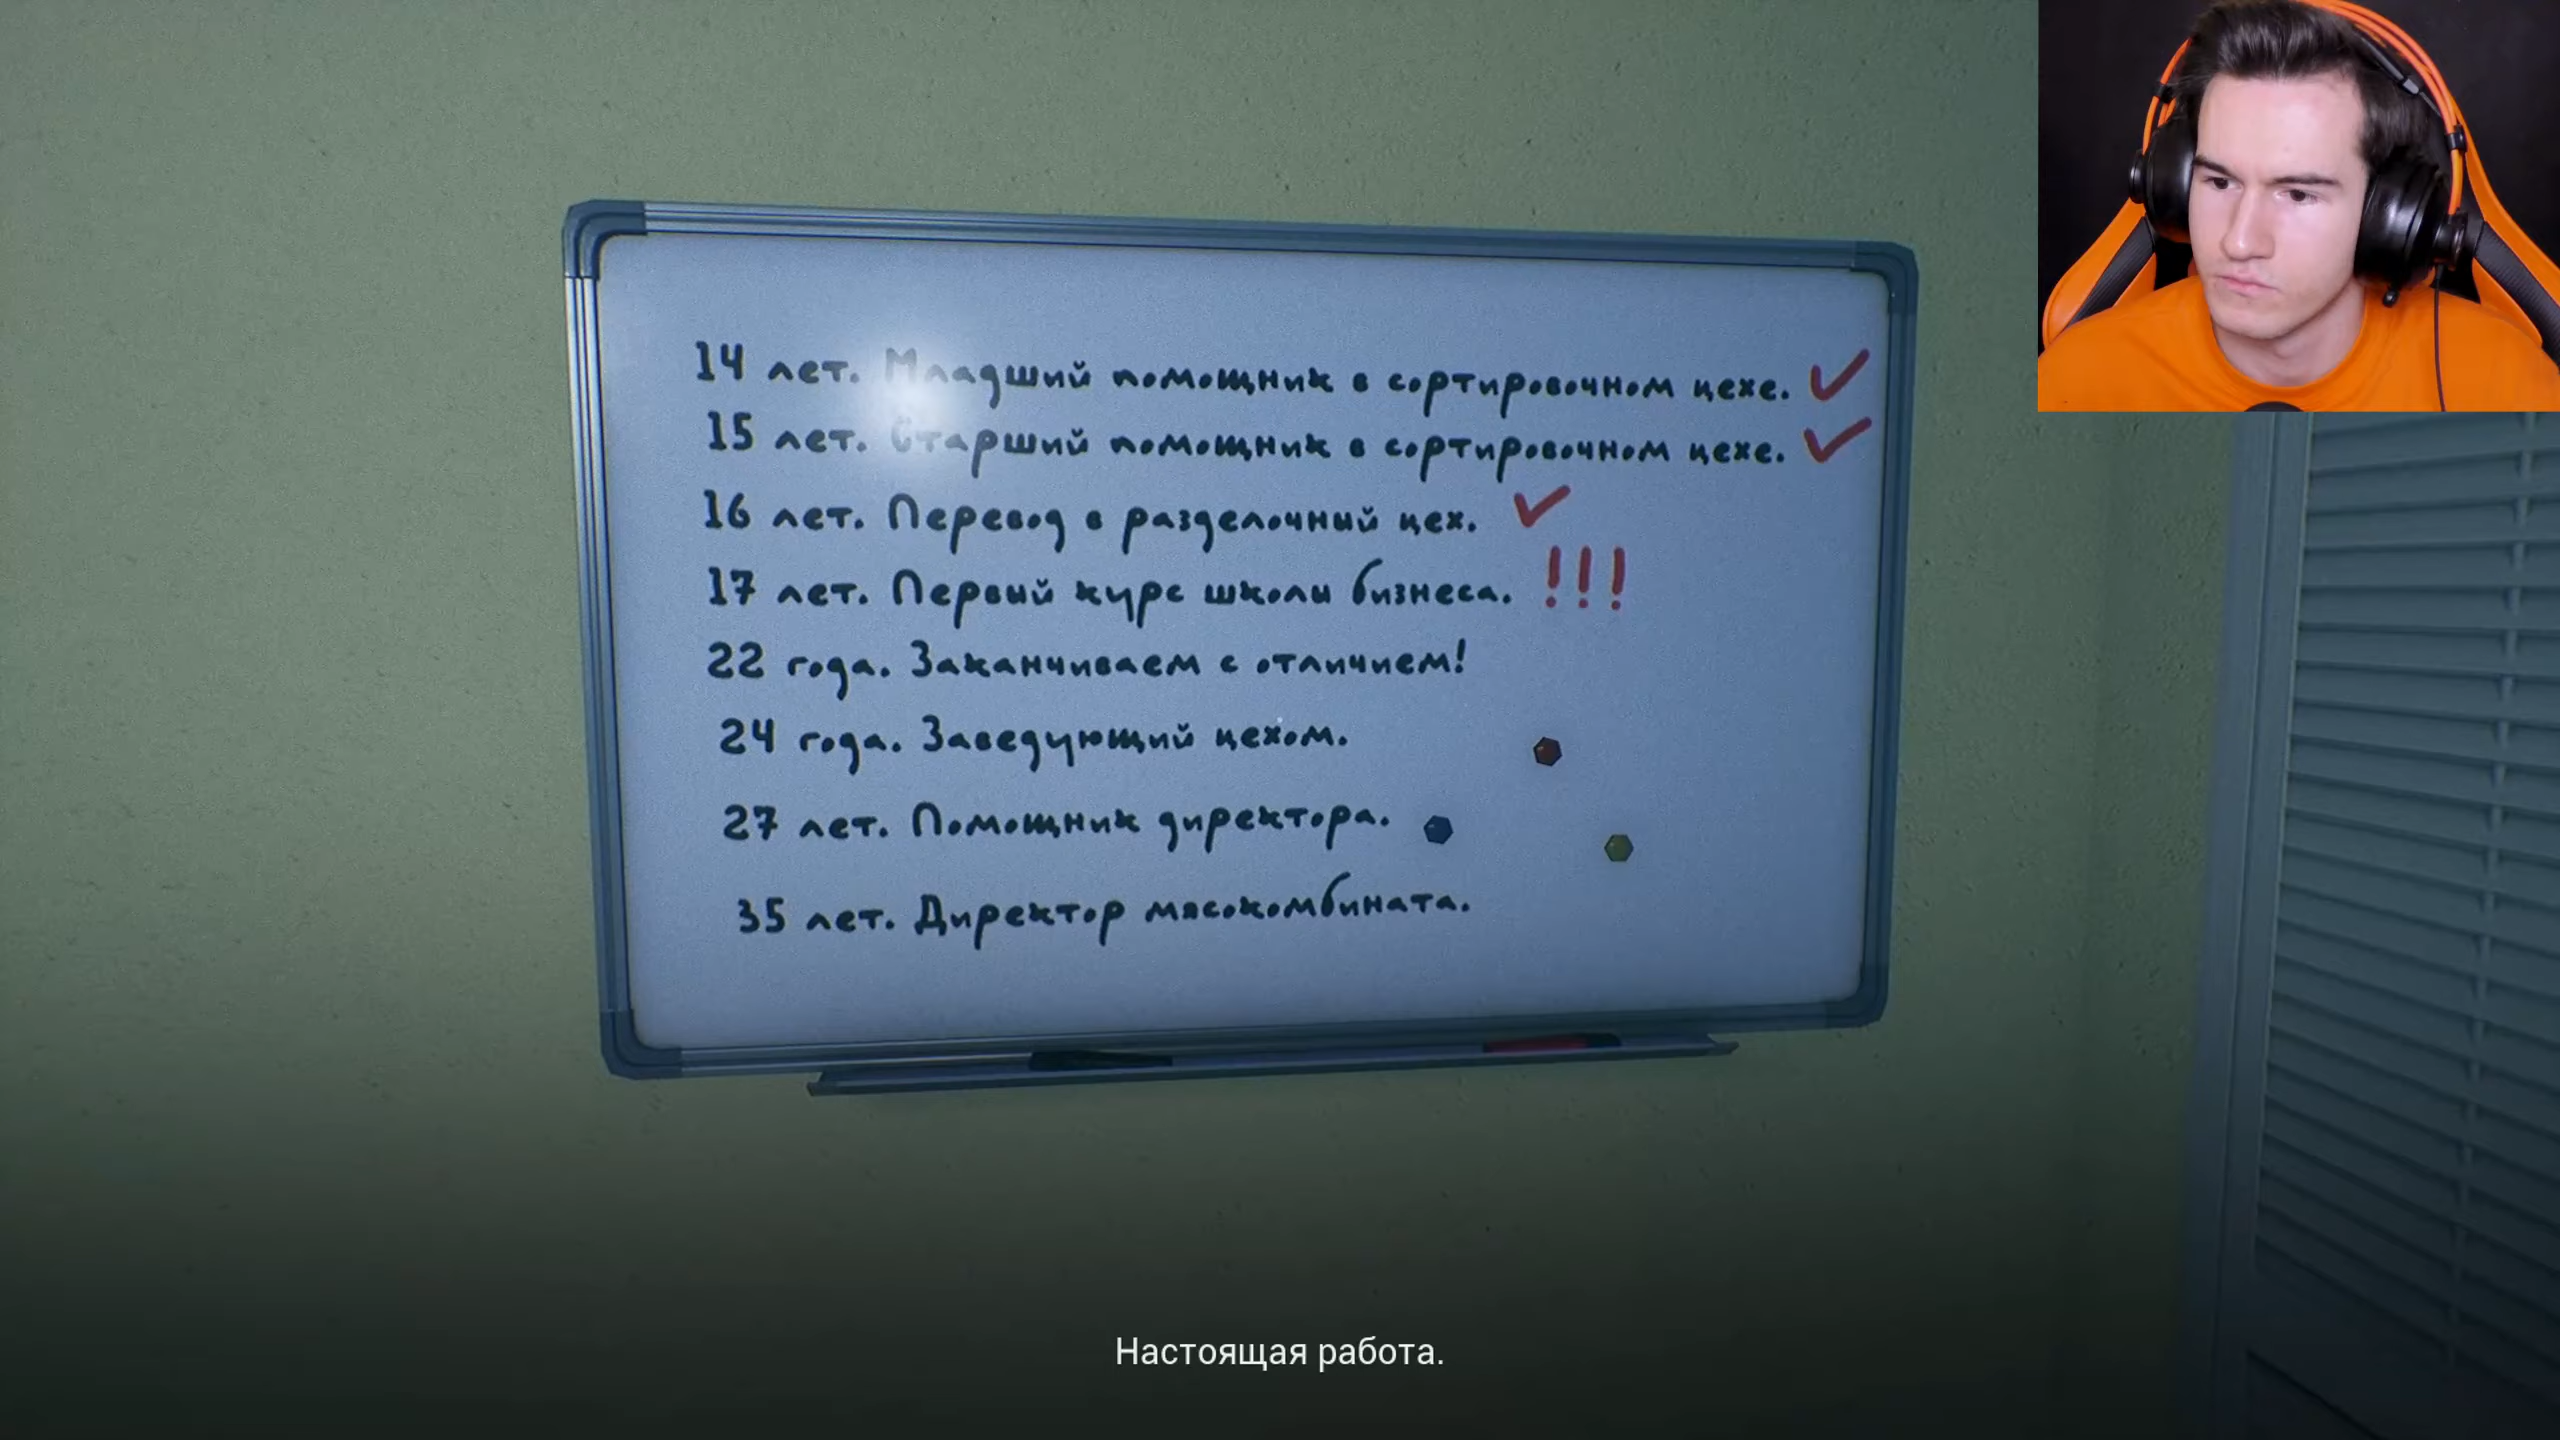 14 лет. Младший помощник в сортировочном цехе.
15 лет. Старший помощник в сортировочном цехе.
16 лет. Перевод в разделочный цех.
17 лет. Первый курс школы бизнеса. !!!
22 года. Заканчиваем с отличием!
24 года. Заведующий цехом.
27 лет. Помощник директора.
35 лет. Директор мясокомбината.
Настоящая работа.